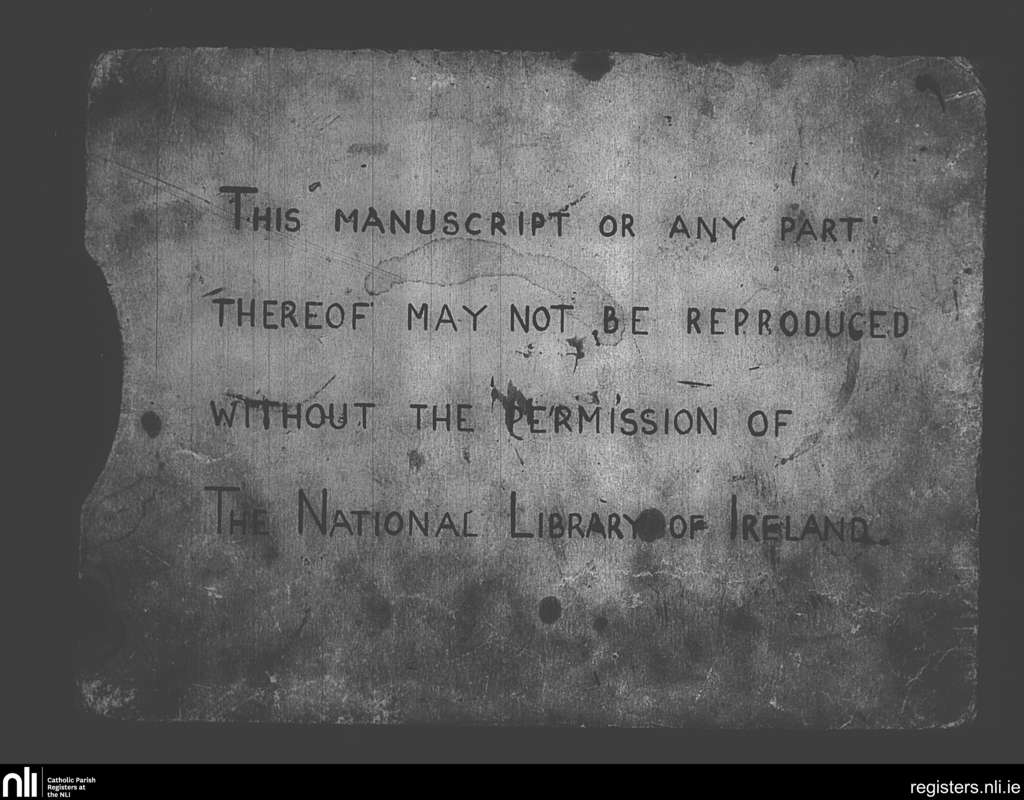 THIS MANUSCRIPT OR ANY PART
THEREOF MAY NOT BE REPRODUCED
WITHOUT THE PERMISSION OF
THE NATIONAL LIBRARY OF IRELAND.
nli
Catholic Parish
Registers at
the NLI
registers.nli.ie